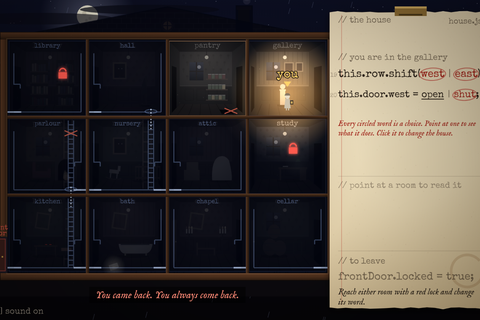 library
hall
pantry
gallery
you
parlour
nursery
attic
study
kitchen
bath
chapel
cellar
You came back. You always come back.
] sound on
// the house
house.j
// you are in the gallery
this.row.shift(west | east)
this.door.west = open | shut;
Every circled word is a choice. Point at one to see
what it does. Click it to change the house.
// point at a room to read it
// to leave
frontDoor.locked = true;
Reach either room with a red lock and change
its word.